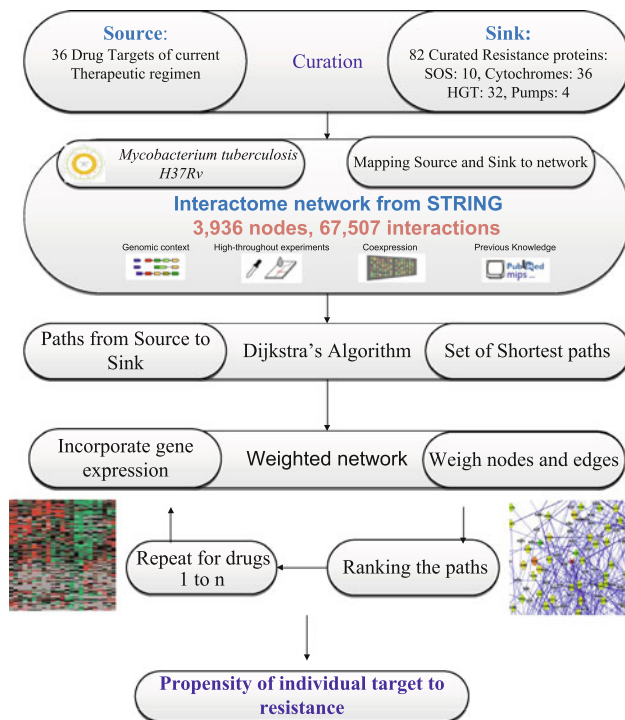 Source:
36 Drug Targets of current
Therapeutic regimen
Curation
Sink:
82 Curated Resistance proteins:
SOS: 10, Cytochromes: 36
HGT: 32, Pumps: 4
Mycobacterium tuberculosis
H37Rv
Mapping Source and Sink to network
Interactome network from STRING
3,936 nodes, 67,507 interactions
Genomic context
High-throughout experiments
Coexpression
Previous Knowledge
mips
Paths from Source to
Sink
Dijkstra's Algorithm
Set of Shortest paths
Incorporate gene
expression
Weighted network
Weigh nodes and edges
Repeat for drugs
1 to n
Ranking the paths
Propensity of individual target to
resistance